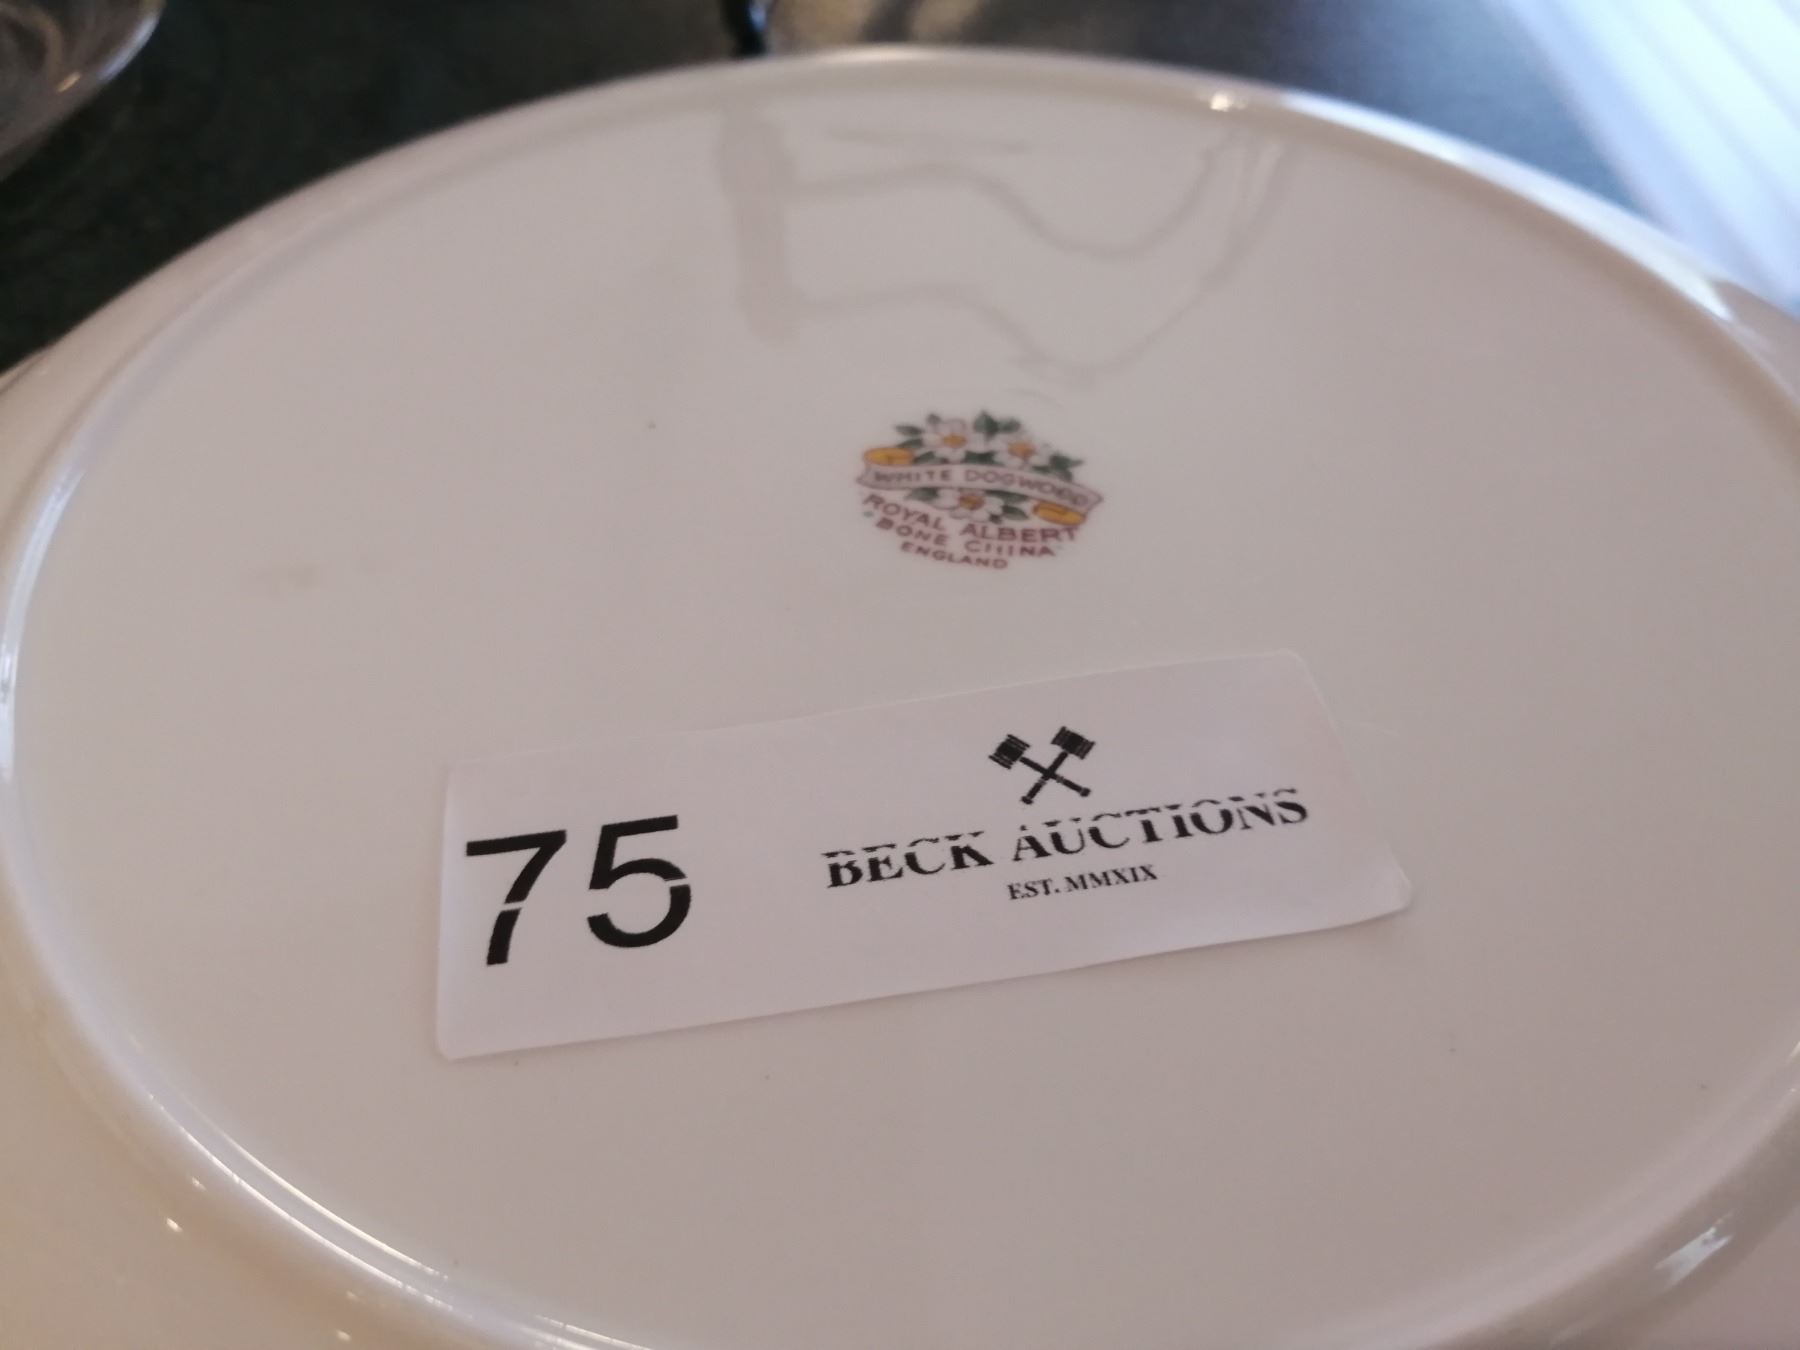 WHITE DOGWOOD
ROYAL ALBERT
BONE CHINA
ENGLAND
75
BECK AUCTIONS
EST. MMXIX